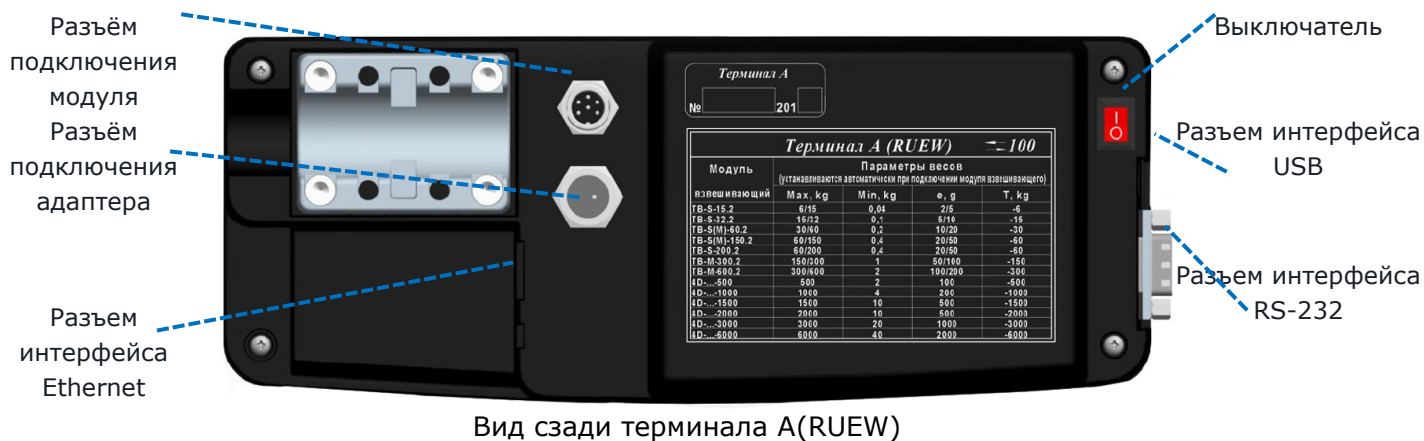 Разъём
подключения
модуля
Разъём
подключения
адаптера
Разъем
интерфейса
Ethernet
Терминал А
№ 201
Терминал А (RUEW) 100
Модуль
взвешивающий
Параметры весов
(устанавливаются автоматически при подключении модуля взвешивающего)
Max, kg Min, kg e, g T, kg
TB-S-15.2 6/15 0,04 2/5 -6
TB-S-32.2 15/32 0,1 5/10 -15
TB-S(M)-60.2 30/60 0,2 10/20 -30
TB-S(M)-150.2 60/150 0,4 20/50 -60
TB-S-200.2 60/200 0,4 20/50 -60
TB-M-300.2 150/300 1 50/100 -150
TB-M-600.2 300/600 2 100/200 -300
4D-...-500 500 2 100 -500
4D-...-1000 1000 4 200 -1000
4D-...-1500 1500 10 500 -1500
4D-...-2000 2000 10 500 -2000
4D-...-3000 3000 20 1000 -3000
4D-...-6000 6000 40 2000 -6000
Выключатель
Разъем интерфейса
USB
Разъем интерфейса
RS-232
Вид сзади терминала A(RUEW)